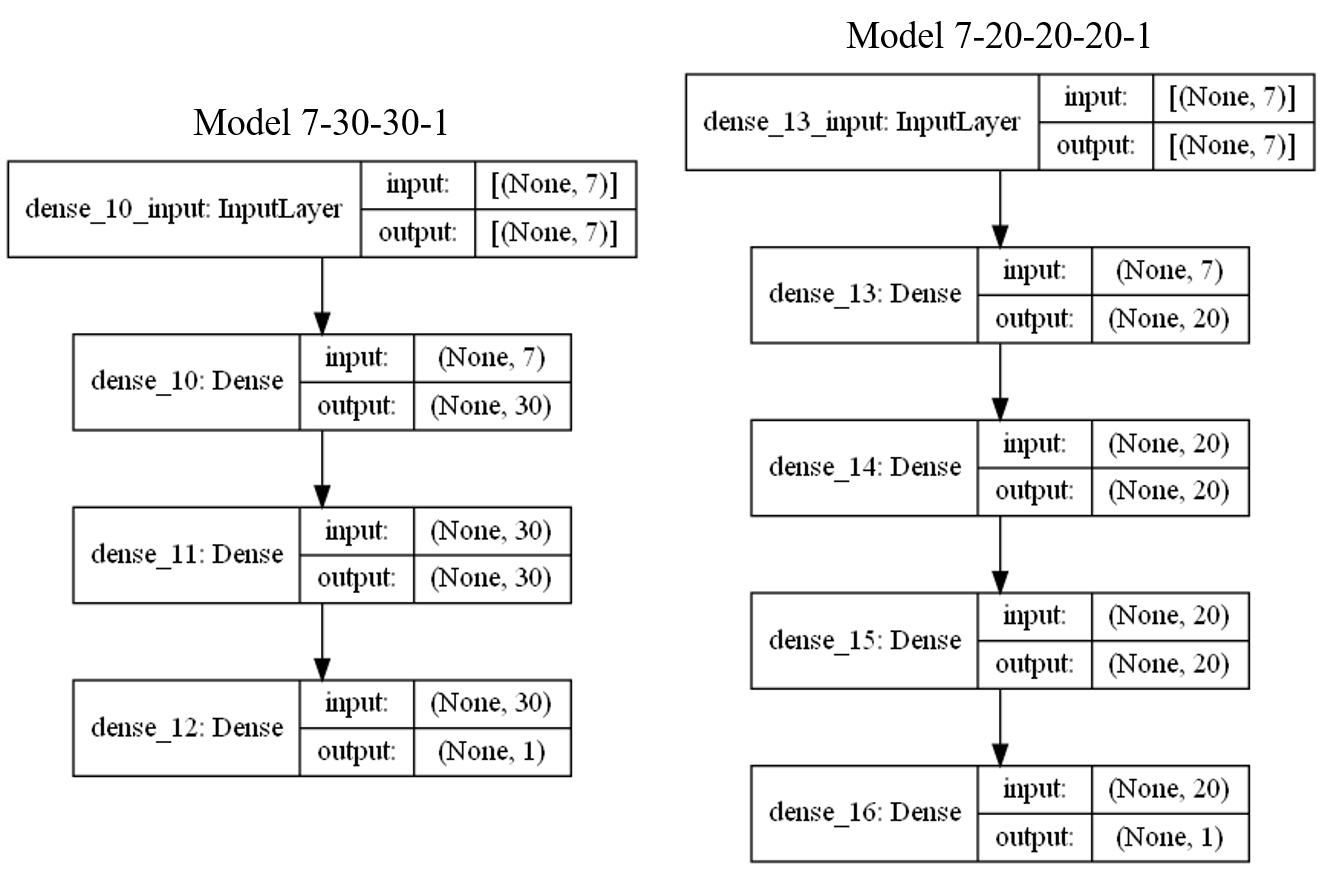 Model 7-30-30-1
dense_10_input: InputLayer
input: [(None, 7)]
output: [(None, 7)]
dense_10: Dense
input: (None, 7)
output: (None, 30)
dense_11: Dense
input: (None, 30)
output: (None, 30)
dense_12: Dense
input: (None, 30)
output: (None, 1)
Model 7-20-20-20-1
dense_13_input: InputLayer
input: [(None, 7)]
output: [(None, 7)]
dense_13: Dense
input: (None, 7)
output: (None, 20)
dense_14: Dense
input: (None, 20)
output: (None, 20)
dense_15: Dense
input: (None, 20)
output: (None, 20)
dense_16: Dense
input: (None, 20)
output: (None, 1)